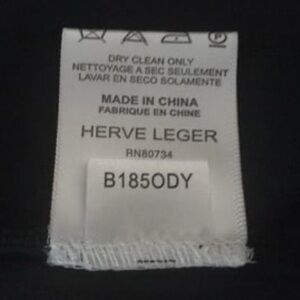 DRY CLEAN ONLY
NETTOYAGE A SEC SEULEMENT
LAVAR EN SECO SOLAMENTE
MADE IN CHINA
FABRIQUE EN CHINE
HERVE LEGER
RN80734
B185ODY